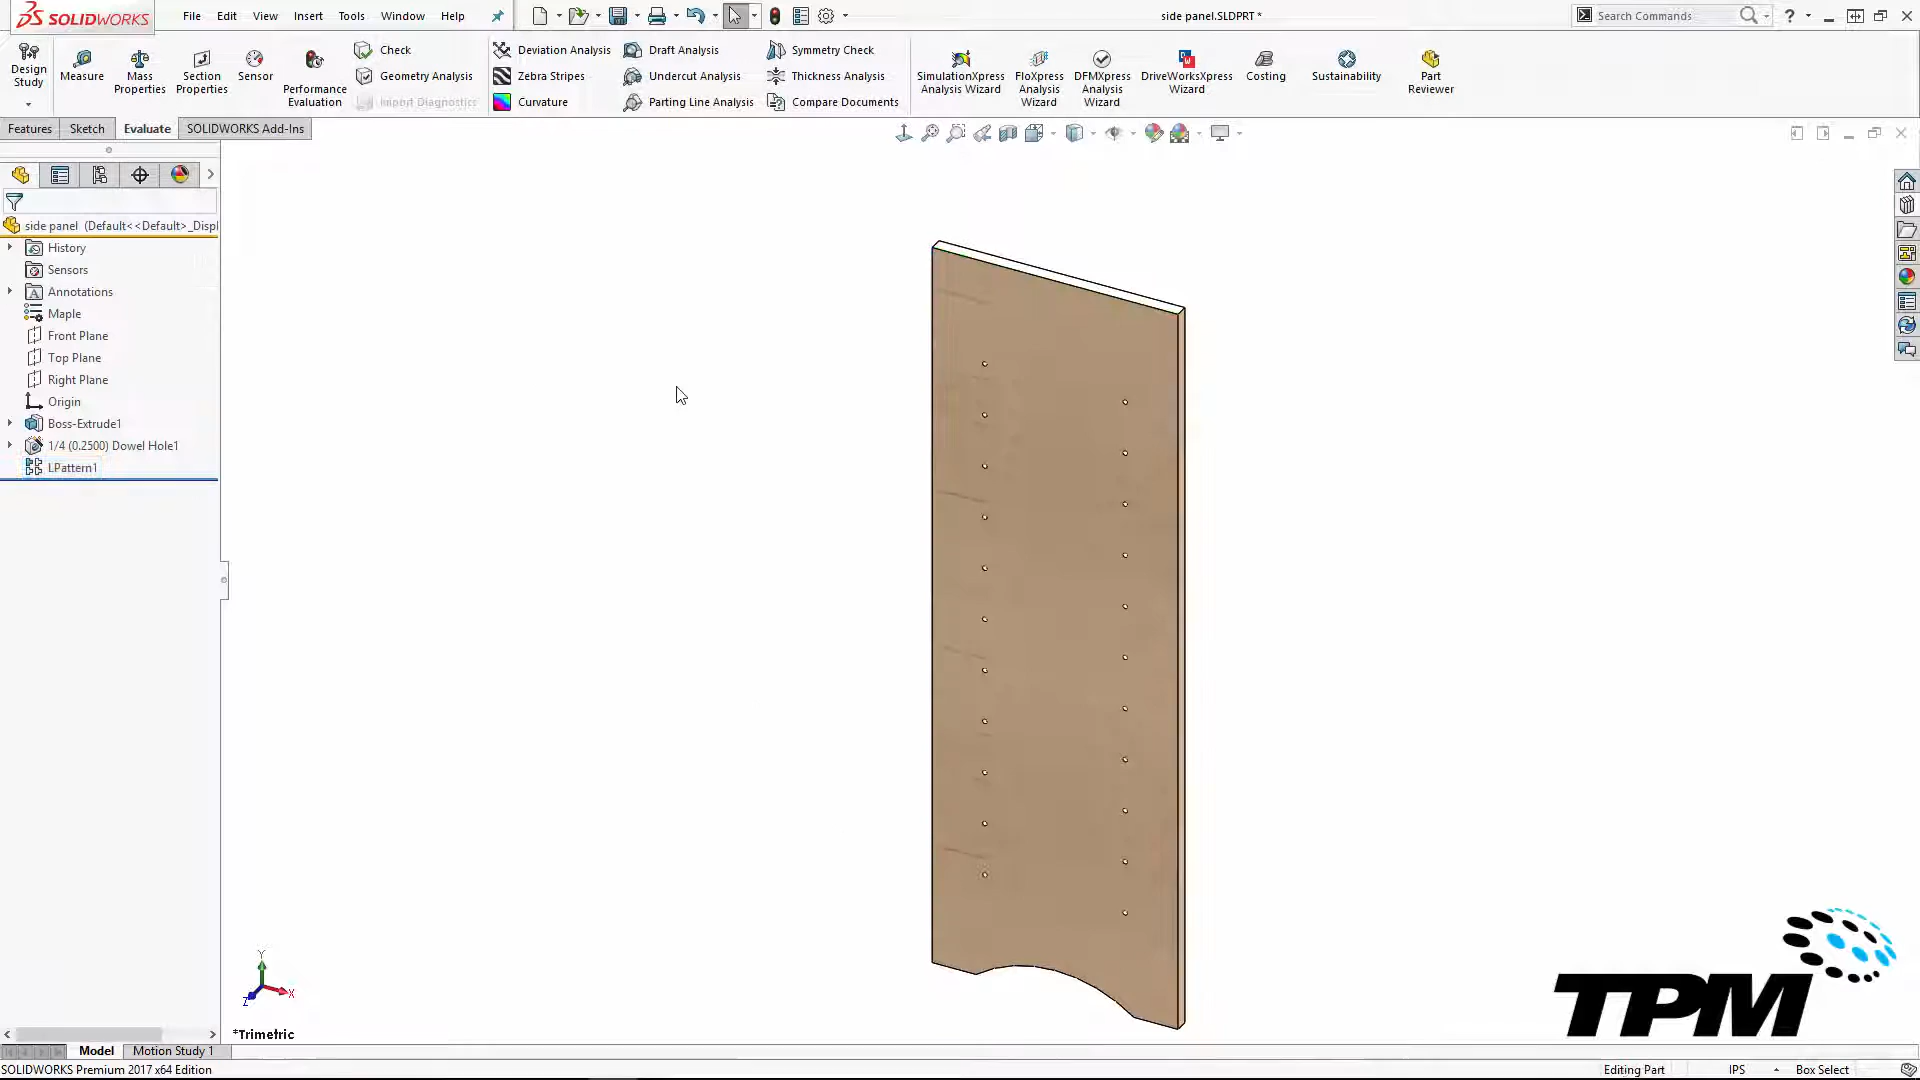 SOLIDWORKS File Edit View Insert Tools Window Help side panel.SLDPRT * Search Commands ?
Design Study
Measure
Mass Properties
Section Properties
Sensor
Performance Evaluation
Check
Geometry Analysis
Import Diagnostics
Deviation Analysis
Zebra Stripes
Curvature
Draft Analysis
Undercut Analysis
Parting Line Analysis
Symmetry Check
Thickness Analysis
Compare Documents
SimulationXpress Analysis Wizard
FloXpress Analysis Wizard
DFMXpress Analysis Wizard
DriveWorksXpress Wizard
Costing
Sustainability
Part Reviewer
Features Sketch Evaluate SOLIDWORKS Add-Ins
side panel (Default<<Default>_Displ
History
Sensors
Annotations
Maple
Front Plane
Top Plane
Right Plane
Origin
Boss-Extrude1
1/4 (0.2500) Dowel Hole1
LPattern1
Y
X
Z
*Trimetric
TPM
Model Motion Study 1
SOLIDWORKS Premium 2017 x64 Edition Editing Part IPS Box Select